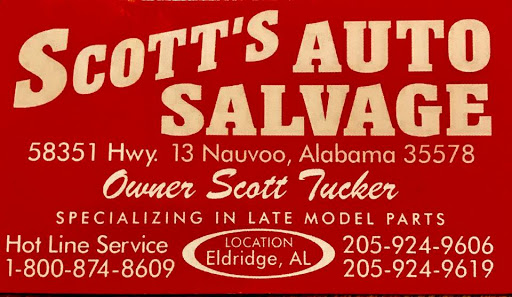 SCOTT'S AUTO
SALVAGE
58351 Hwy. 13 Nauvoo, Alabama 35578
Owner Scott Tucker
SPECIALIZING IN LATE MODEL PARTS
Hot Line Service
1-800-874-8609
LOCATION
Eldridge, AL
205-924-9606
205-924-9619